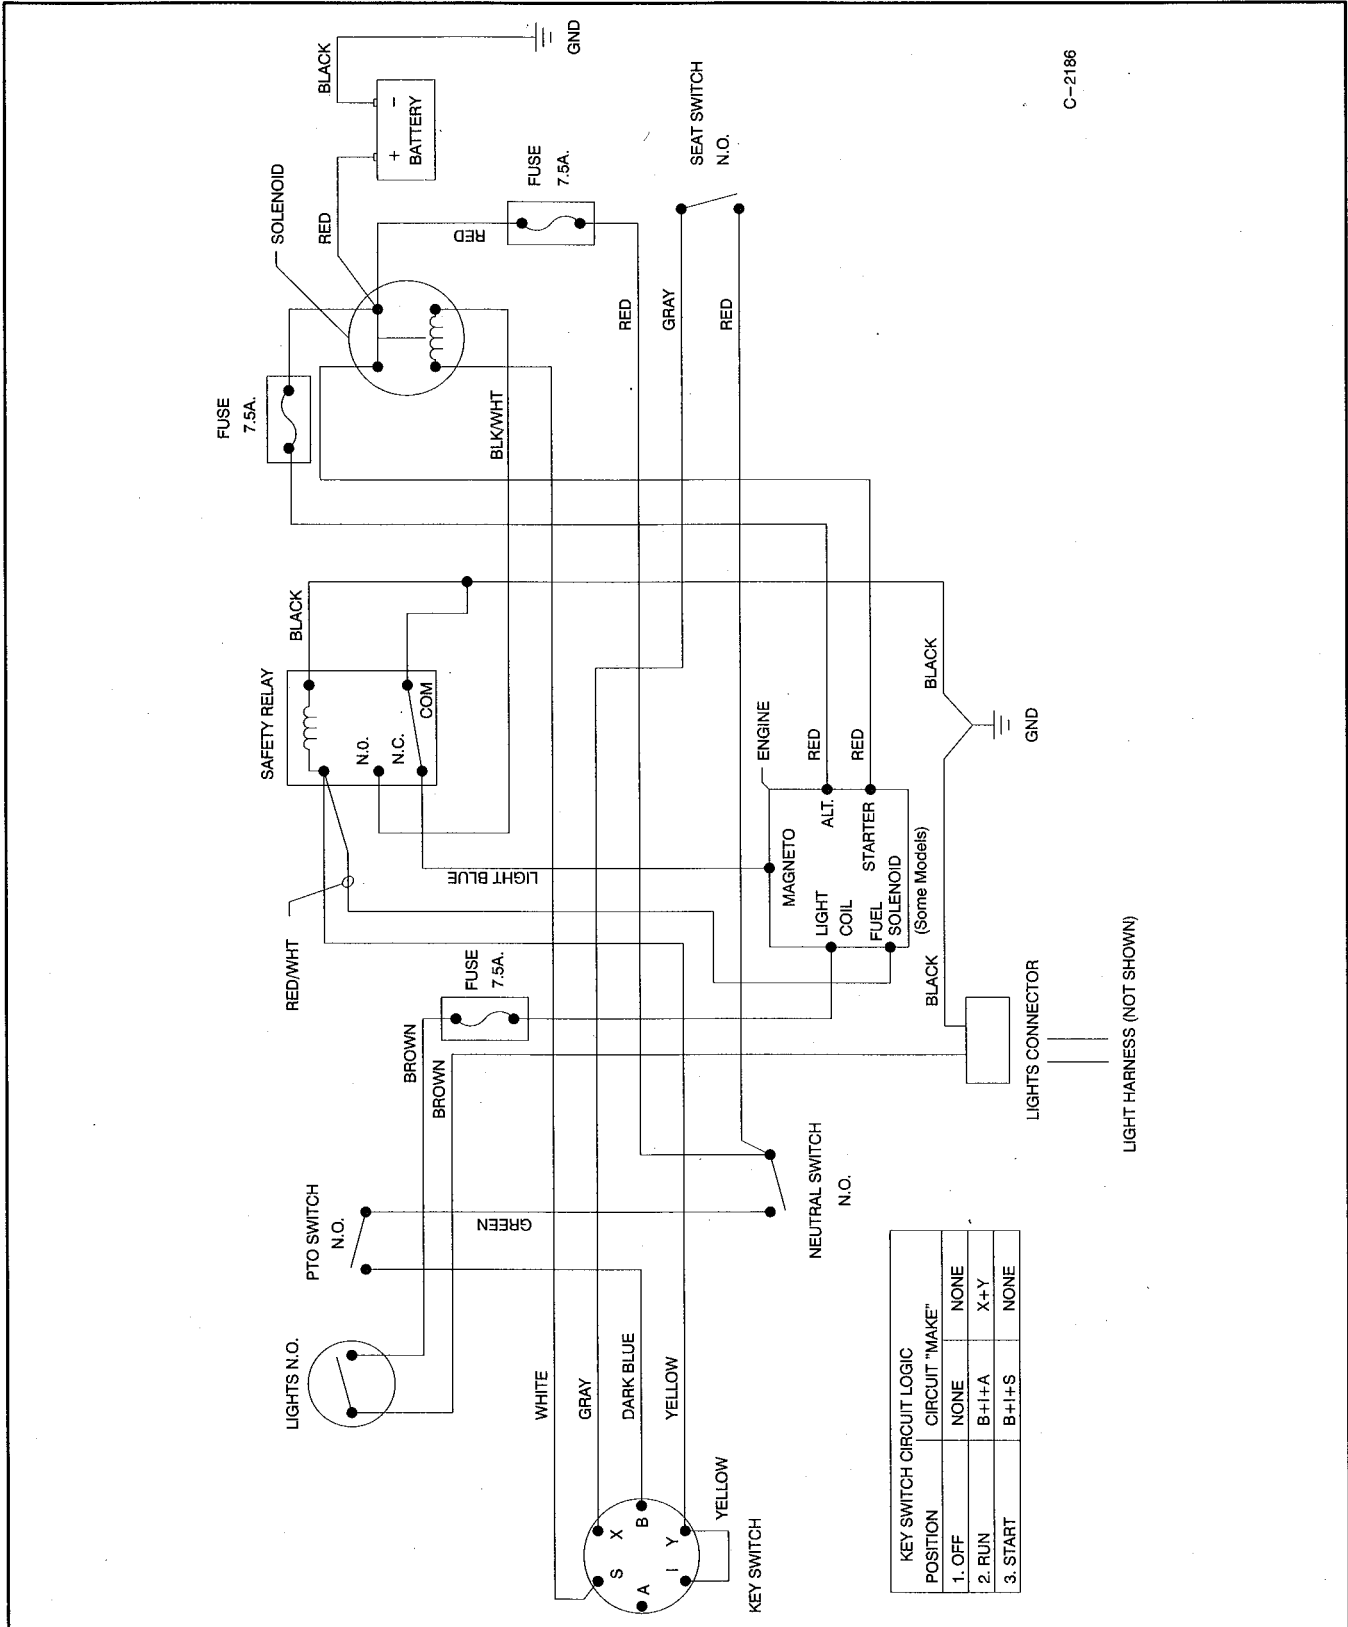 BLACK
GND
+
-
BATTERY
SOLENOID
RED
RED
FUSE
7.5A.
SEAT SWITCH
N.O.
C-2186
FUSE
7.5A.
BLK/WHT
RED
GRAY
RED
SAFETY RELAY
BLACK
N.O.
N.C.
COM
ENGINE
RED
RED
BLACK
GND
RED/WHT
LIGHT BLUE
MAGNETO
ALT.
LIGHT
COIL
STARTER
FUEL
SOLENOID
(Some Models)
FUSE
7.5A.
BROWN
BROWN
BLACK
LIGHTS CONNECTOR
LIGHT HARNESS (NOT SHOWN)
PTO SWITCH
N.O.
GREEN
NEUTRAL SWITCH
N.O.
LIGHTS N.O.
WHITE
GRAY
DARK BLUE
YELLOW
S
X
A
B
I
Y
YELLOW
KEY SWITCH
KEY SWITCH CIRCUIT LOGIC
POSITION CIRCUIT "MAKE"
1. OFF NONE NONE
2. RUN B+I+A X+Y
3. START B+I+S NONE